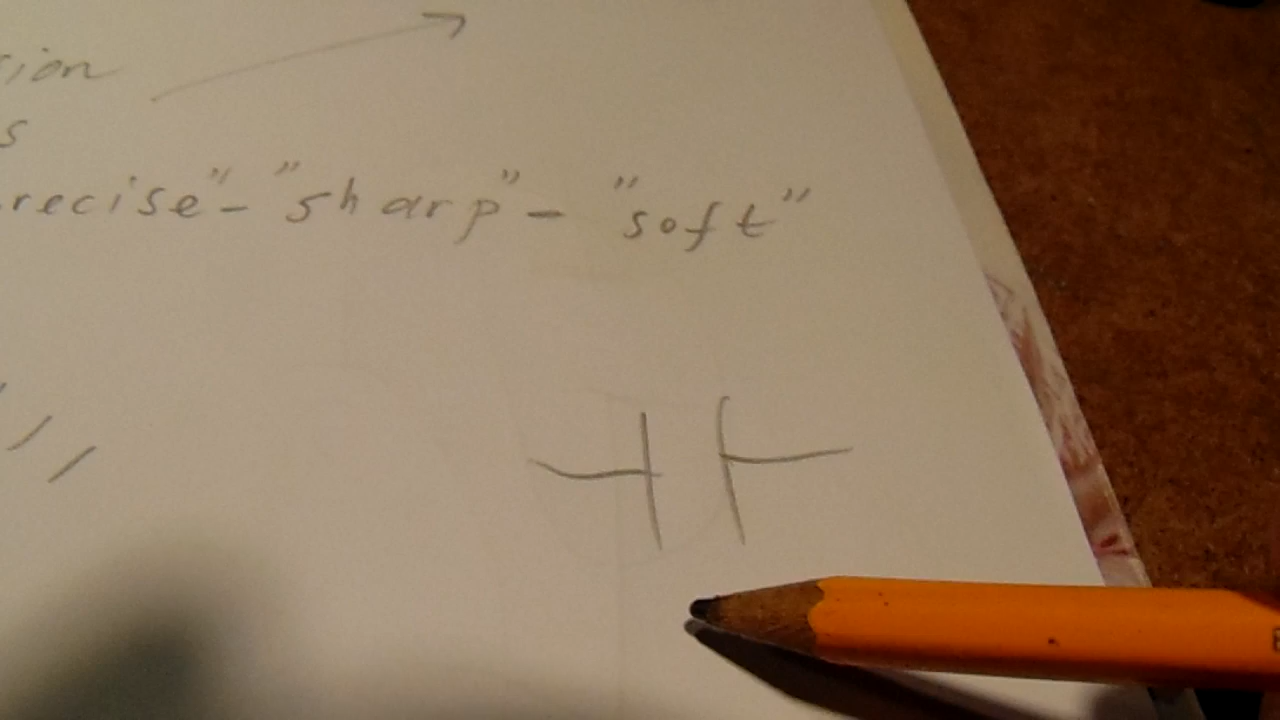 ion
s
recise" - "sharp" - "soft"